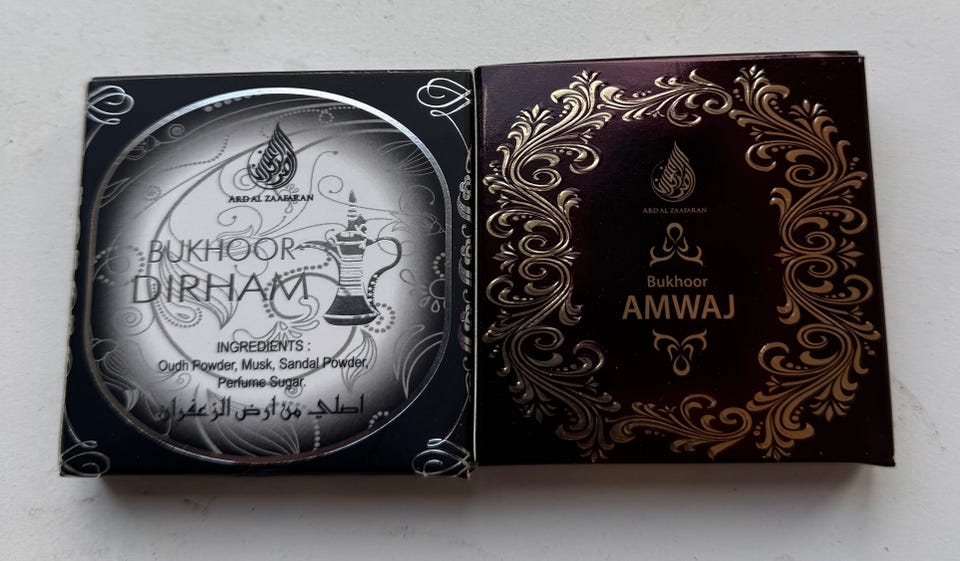 ARD AL ZAAFARAN
BUKHOOR
DIRHAM
INGREDIENTS :
Oudh Powder, Musk, Sandal Powder,
Perfume Sugar.
اصلي من ارض الزعفران
ARD AL ZAAFARAN
Bukhoor
AMWAJ